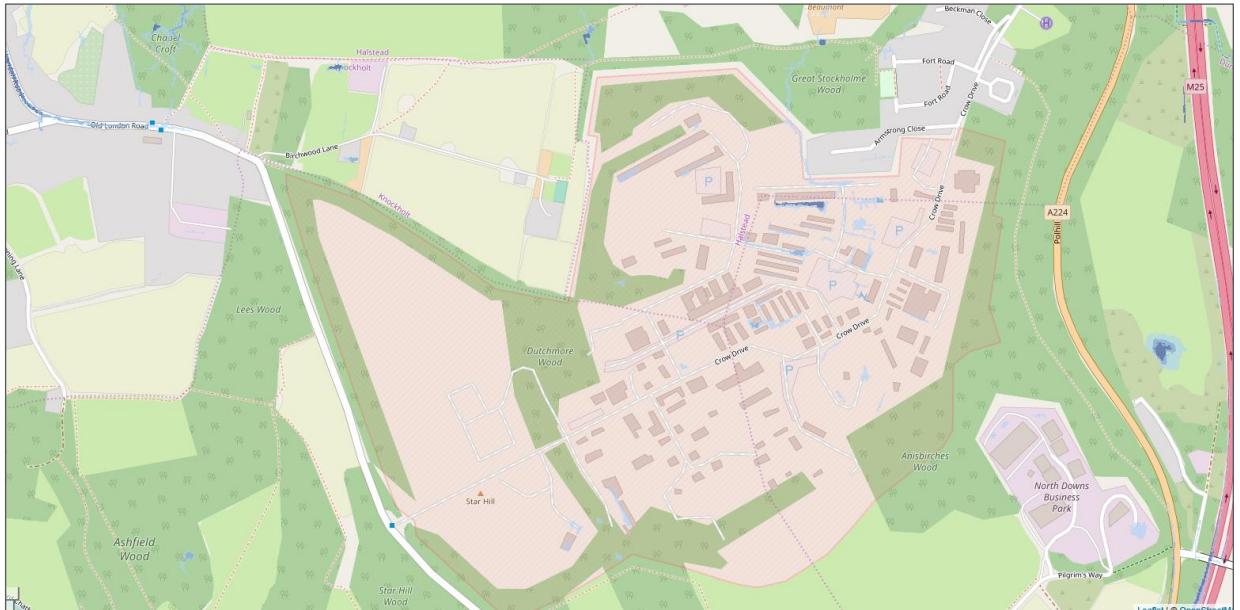 Beaumont
Beckman Close
H
Chapel
Croft
Halstead
Knockholt
Fort Road
Great Stockholme
Wood
Crow Drive
M25
Fort Road
Old London Road
Armstrong Close
Birchwood Lane
P
Knockholt
Crow Drive
A224
Halstead
P
Polhill
Lees Wood
P
Crow Drive
P
Dutchmore
Wood
Crow Drive
P
Anisbirches
Wood
North Downs
Business
Park
Star Hill
Ashfield
Wood
Pilgrim's Way
Star Hill
Wood
Leaflet | © OpenStreetM